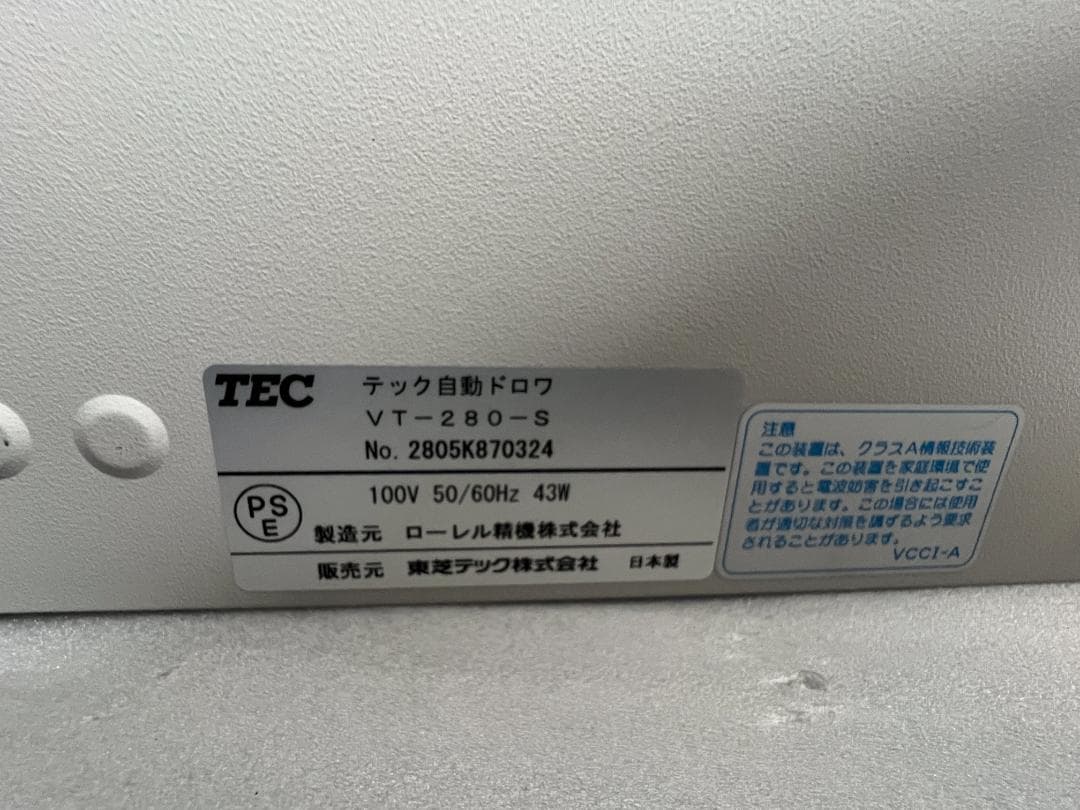 TEC
テック自動ドロワ
VT-280-S
No. 2805K870324
PS
E
100V 50/60Hz 43W
製造元 ローレル精機株式会社
販売元 東芝テック株式会社 日本製
注意
この装置は、クラスA情報技術装
置です。この装置を家庭環境で使
用すると電波妨害を引き起こすこ
とがあります。この場合には使用
者が適切な対策を講ずるよう要求
されることがあります。
VCCI-A